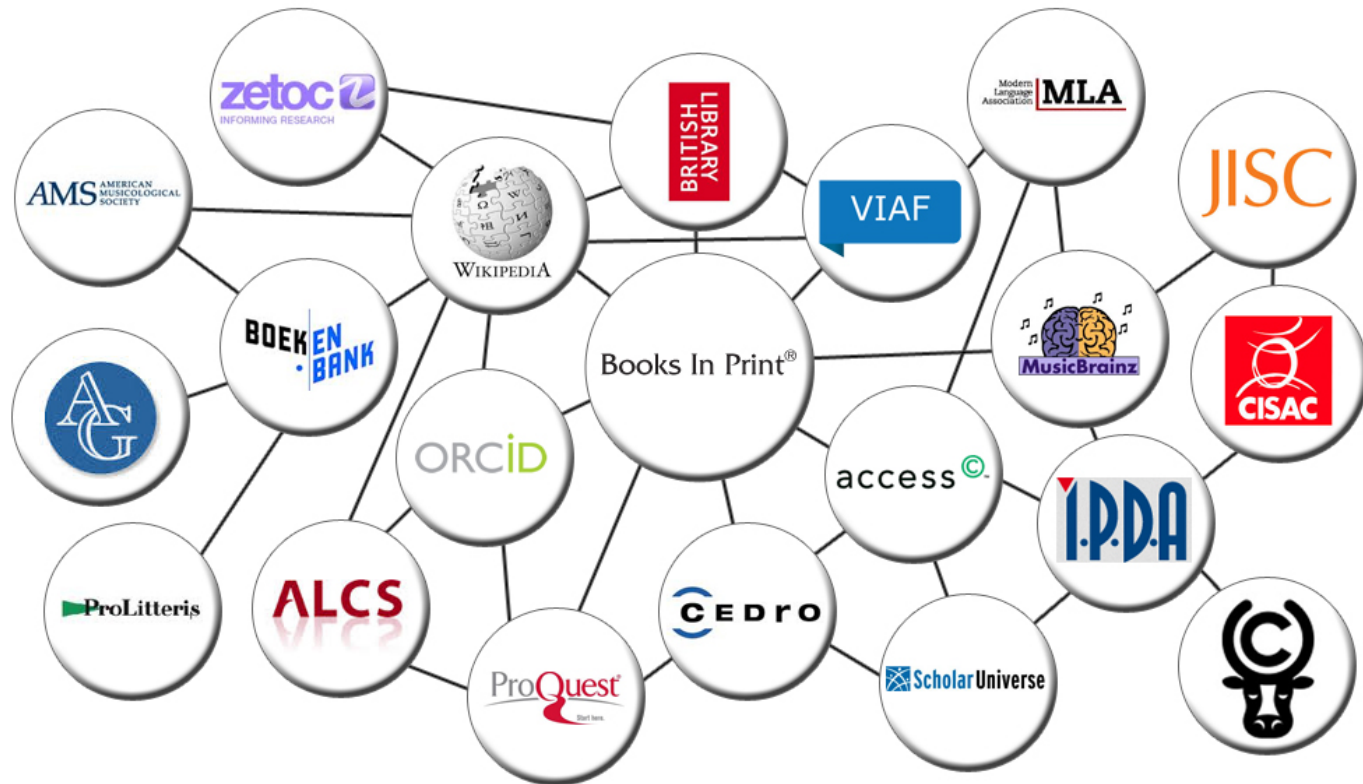 zetoc
INFORMING RESEARCH
BRITISH
LIBRARY
Modern
Language
Association
MLA
AMS
AMERICAN
MUSICOLOGICAL
SOCIETY
WIKIPEDIA
VIAF
JISC
BOEK EN
BANK
Books In Print®
MusicBrainz
CISAC
AG
ORCiD
access©™
I.P.D.A
ProLitteris
ALCS
ProQuest®
Start here.
CEDRO
ScholarUniverse
C